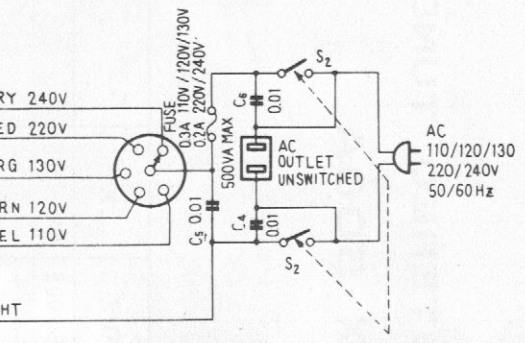 RY 240V
ED 220V
RG 130V
RN 120V
EL 110V
HT
FUSE
0.3A 110V/120V/130V
0.2A 220V/240V
500VA MAX
C5 0.01
C6 0.01
C4 0.01
AC
OUTLET
UNSWITCHED
S2
S2
AC
110/120/130
220/240V
50/60Hz